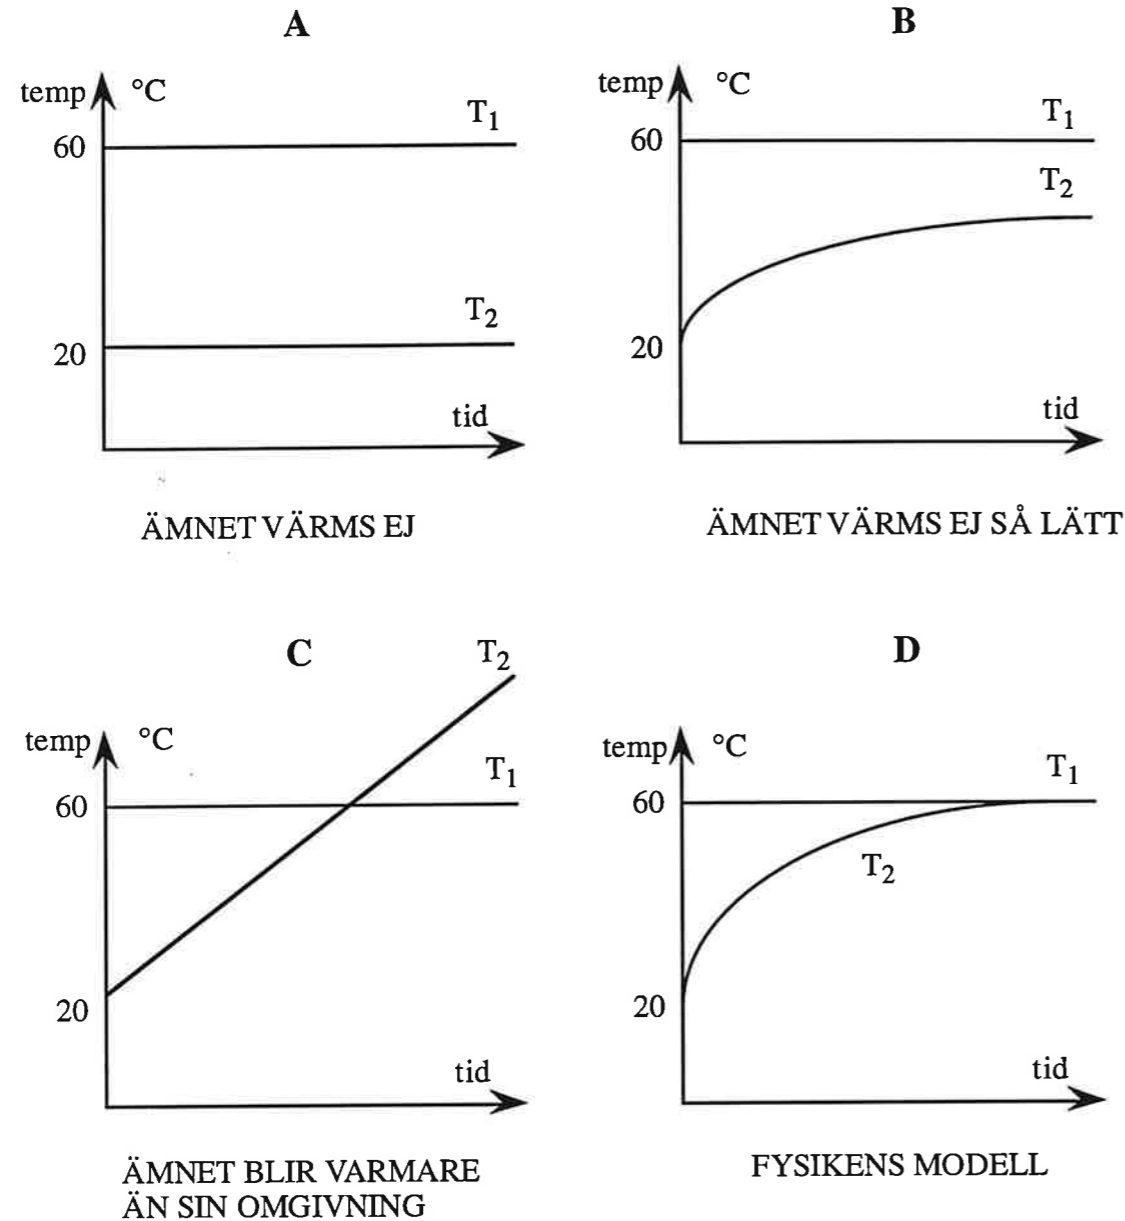 A
temp °C
60
T1
T2
20
tid
ÄMNET VÄRMS EJ
B
temp °C
60
T1
T2
20
tid
ÄMNET VÄRMS EJ SÅ LÄTT
C
T2
temp °C
T1
60
20
tid
ÄMNET BLIR VARMARE
ÄN SIN OMGIVNING
D
temp °C
T1
60
T2
20
tid
FYSIKENS MODELL